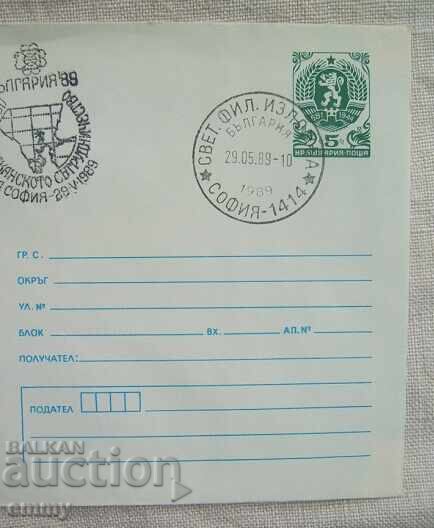 БЪЛГАРИЯ '89
СОФИЯ-29.V.1989
СВЕТ. ФИЛ. ИЗЛОЖБА
БЪЛГАРИЯ
29.05.89-10
1989
СОФИЯ-1414
681 1944
5
НР БЪЛГАРИЯ·ПОЩА
ГР. С.
ОКРЪГ
УЛ. №
БЛОК ВХ. АП. №
ПОЛУЧАТЕЛ:
ПОДАТЕЛ
BALKAN
auction
emmy